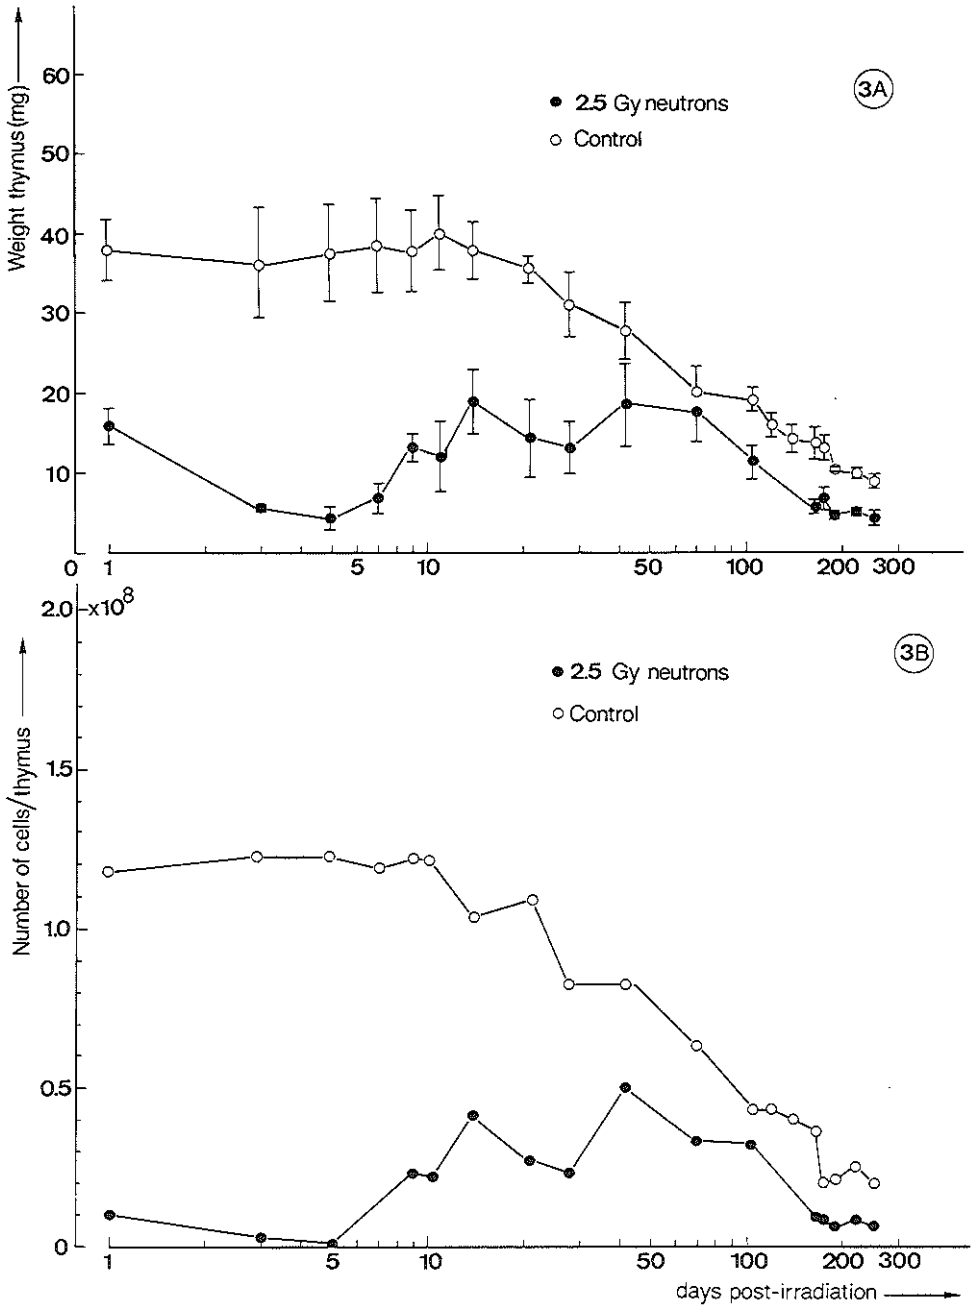 Weight thymus (mg)
60
50
40
30
20
10
0 1 5 10 50 100 200 300
3A
2.5 Gy neutrons
Control
Number of cells/thymus
2.0 x10⁸
1.5
1.0
0.5
0
1 5 10 50 100 200 300
3B
2.5 Gy neutrons
Control
days post-irradiation